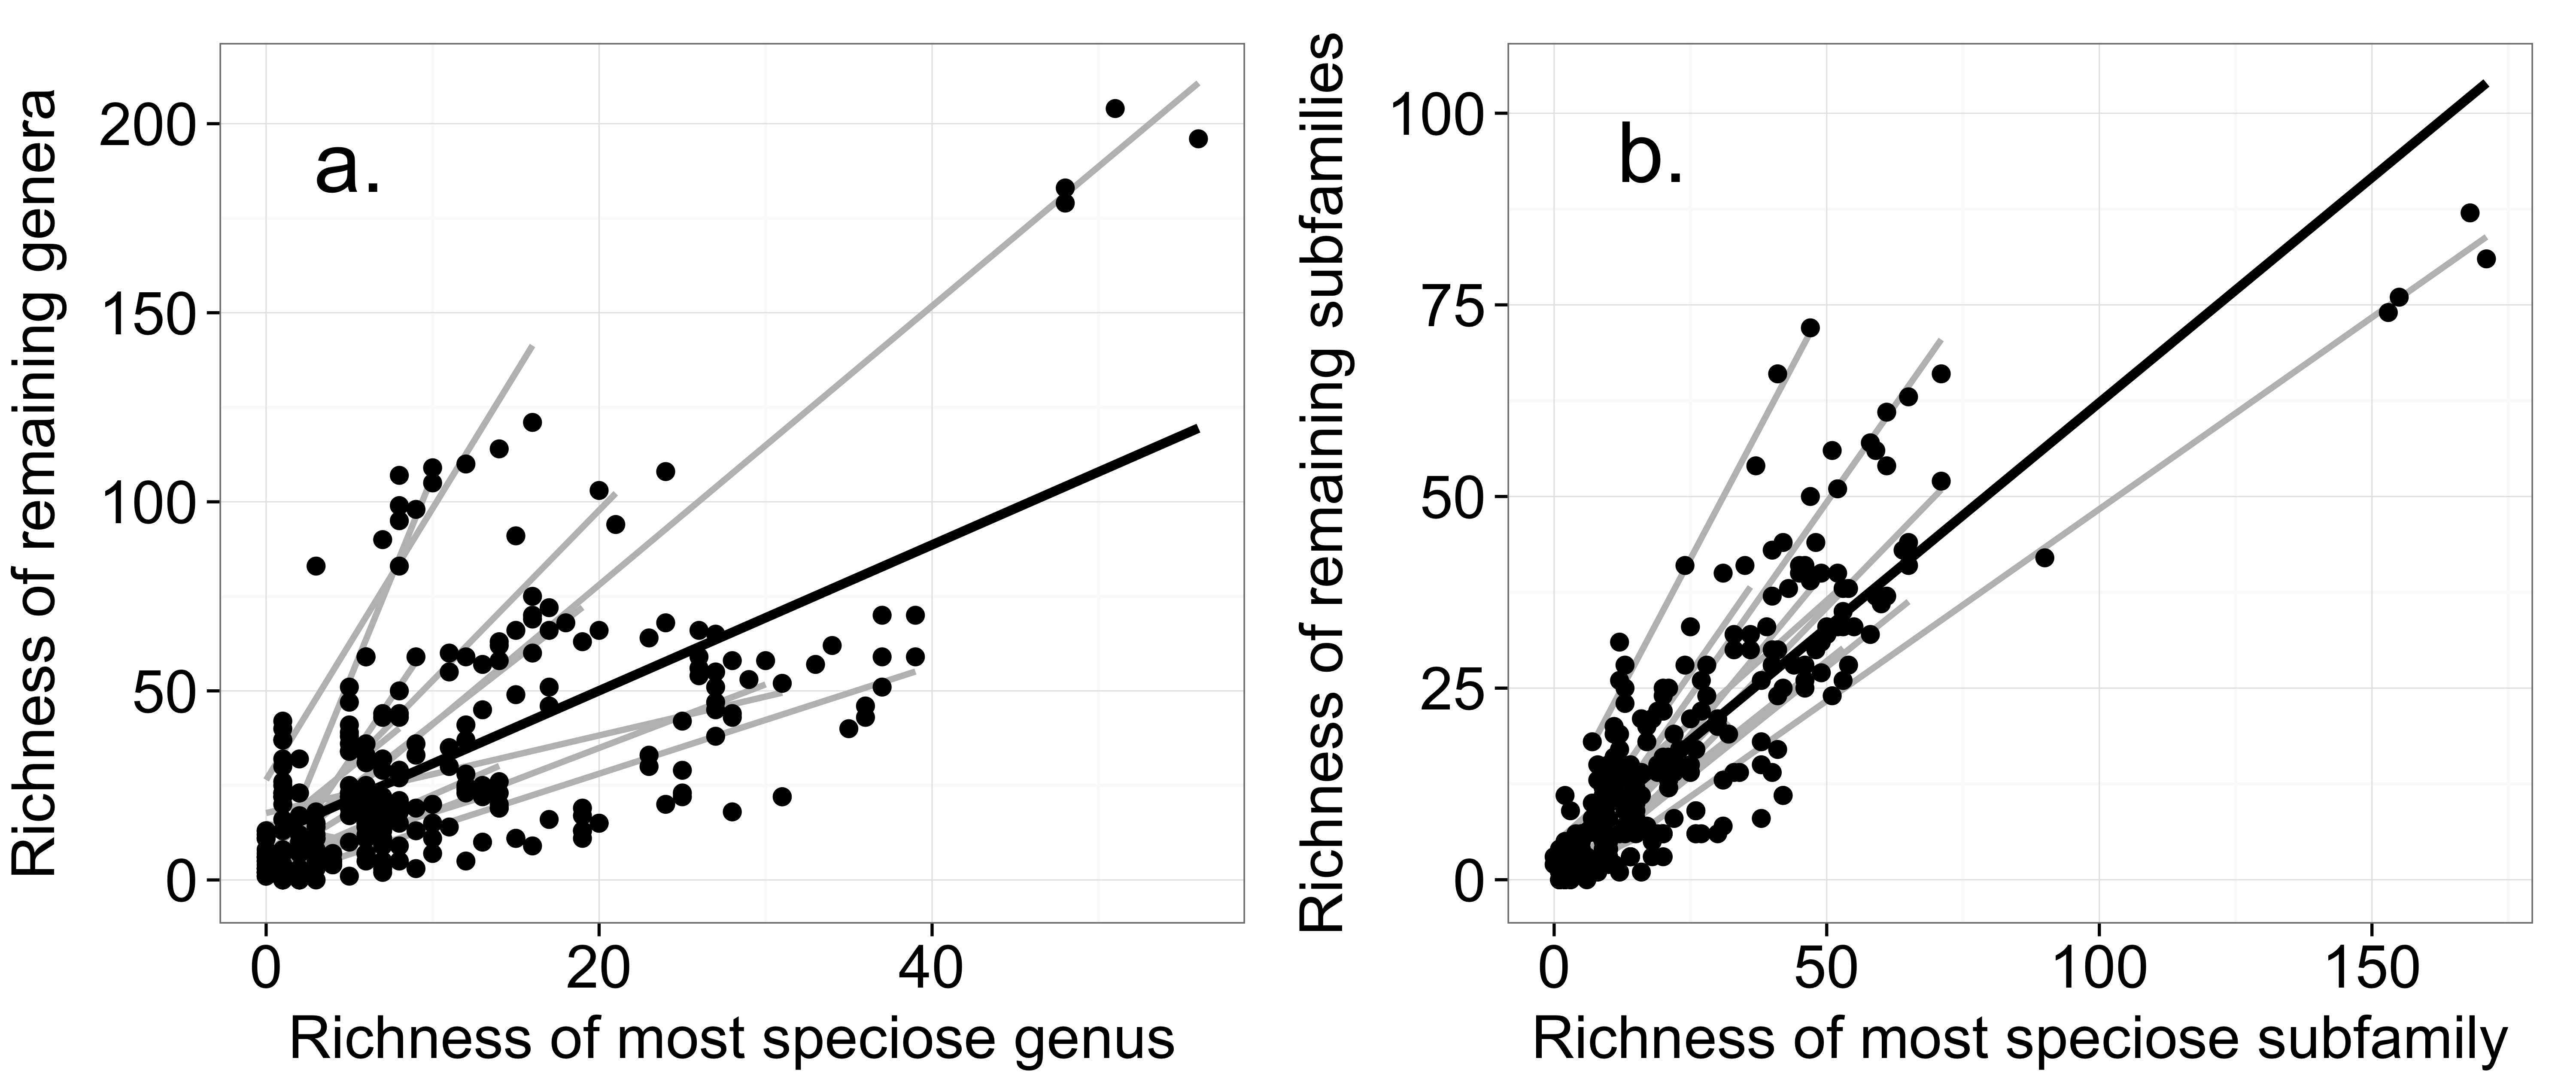 Richness of remaining genera
200
150
100
50
0
a.
0 20 40
Richness of most speciose genus
Richness of remaining subfamilies
100
75
50
25
0
b.
0 50 100 150
Richness of most speciose subfamily